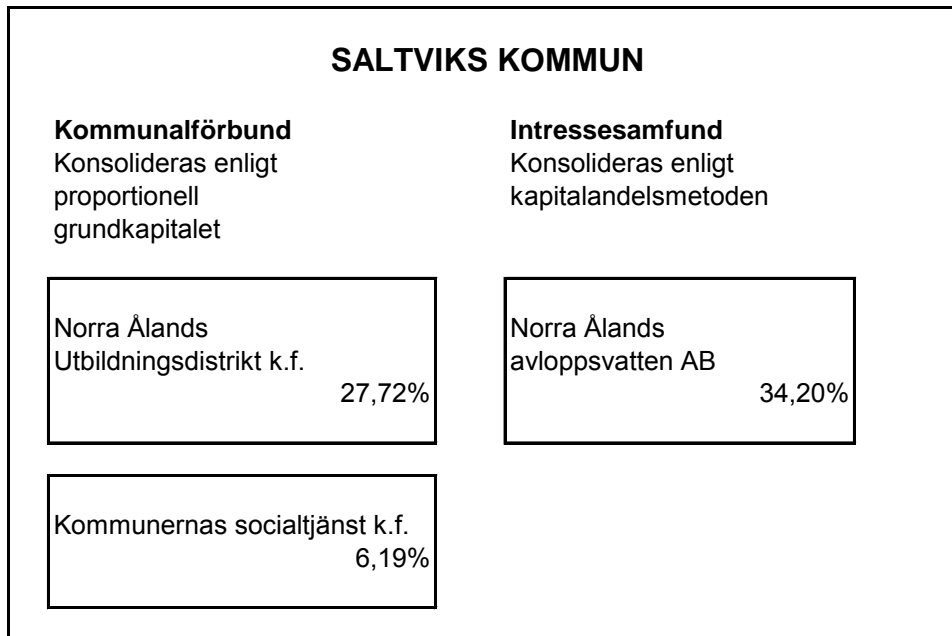 SALTVIKS KOMMUN
Kommunalförbund
Konsolideras enligt
proportionell
grundkapitalet
Intressesamfund
Konsolideras enligt
kapitalandelsmetoden
Norra Ålands
Utbildningsdistrikt k.f.
27,72%
Norra Ålands
avloppsvatten AB
34,20%
Kommunernas socialtjänst k.f.
6,19%